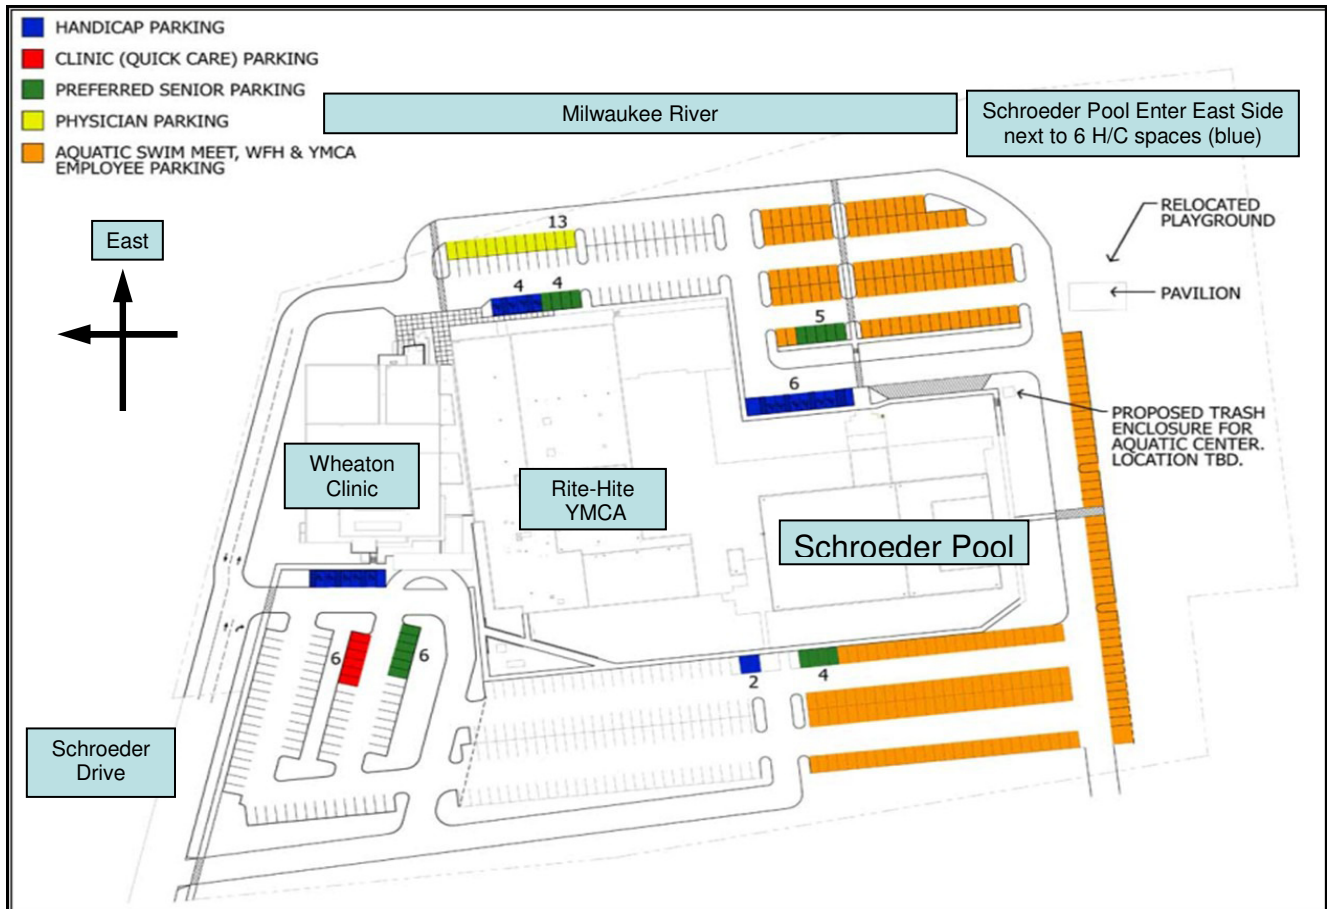 HANDICAP PARKING
CLINIC (QUICK CARE) PARKING
PREFERRED SENIOR PARKING
PHYSICIAN PARKING
AQUATIC SWIM MEET, WFH & YMCA
EMPLOYEE PARKING
Milwaukee River
Schroeder Pool Enter East Side
next to 6 H/C spaces (blue)
East
13
4
4
5
6
RELOCATED
PLAYGROUND
PAVILION
PROPOSED TRASH
ENCLOSURE FOR
AQUATIC CENTER.
LOCATION TBD.
Wheaton
Clinic
Rite-Hite
YMCA
Schroeder Pool
6
6
2
4
Schroeder
Drive